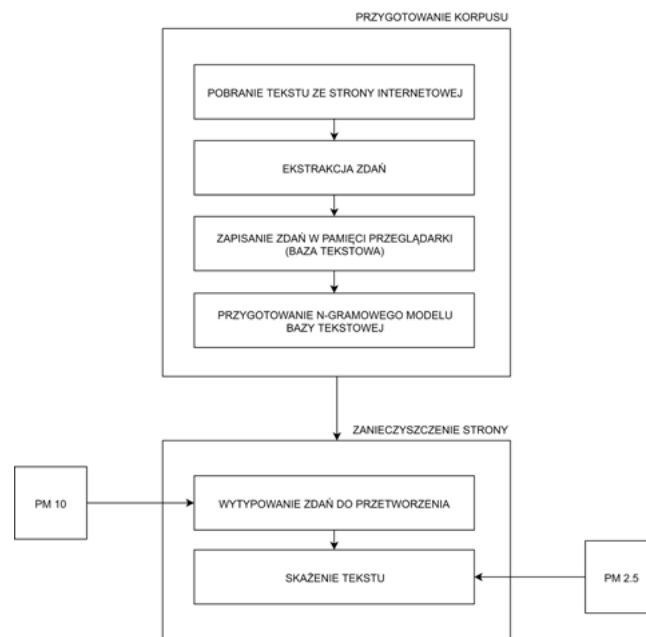 PRZYGOTOWANIE KORPUSU
POBRANIE TEKSTU ZE STRONY INTERNETOWEJ
EKSTRAKCJA ZDAŃ
ZAPISANIE ZDAŃ W PAMIĘCI PRZEGLĄDARKI
(BAZA TEKSTOWA)
PRZYGOTOWANIE N-GRAMOWEGO MODELU
BAZY TEKSTOWEJ
ZANIECZYSZCZENIE STRONY
PM 10
WYTYPOWANIE ZDAŃ DO PRZETWORZENIA
SKAŻENIE TEKSTU
PM 2.5